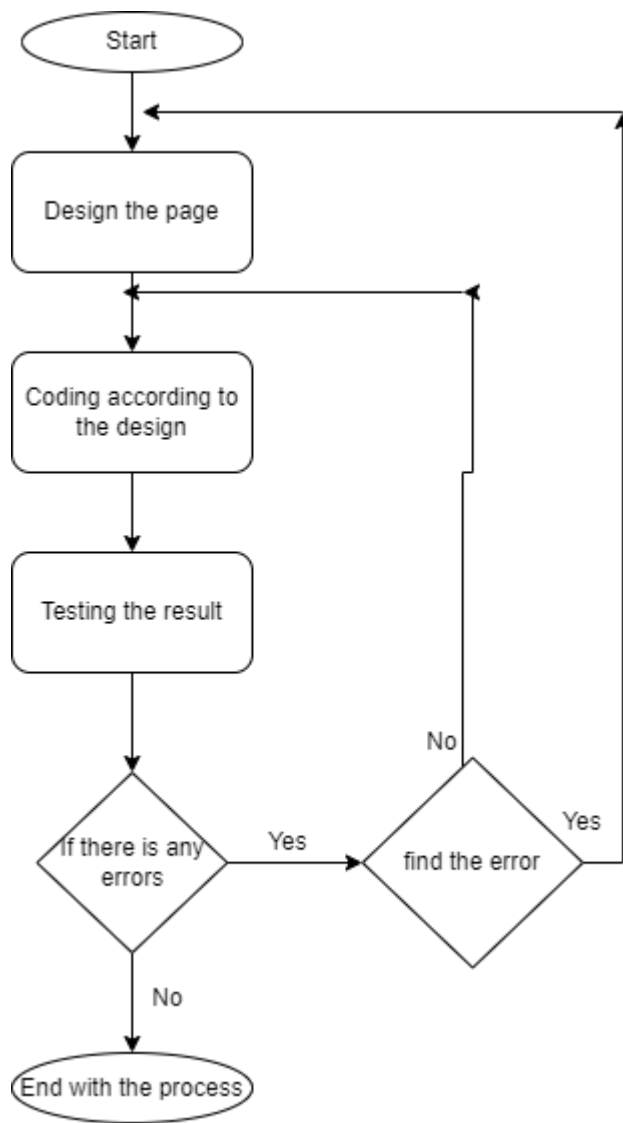 Start
Design the page
Coding according to
the design
Testing the result
No
If there is any
errors
Yes
find the error
Yes
No
End with the process